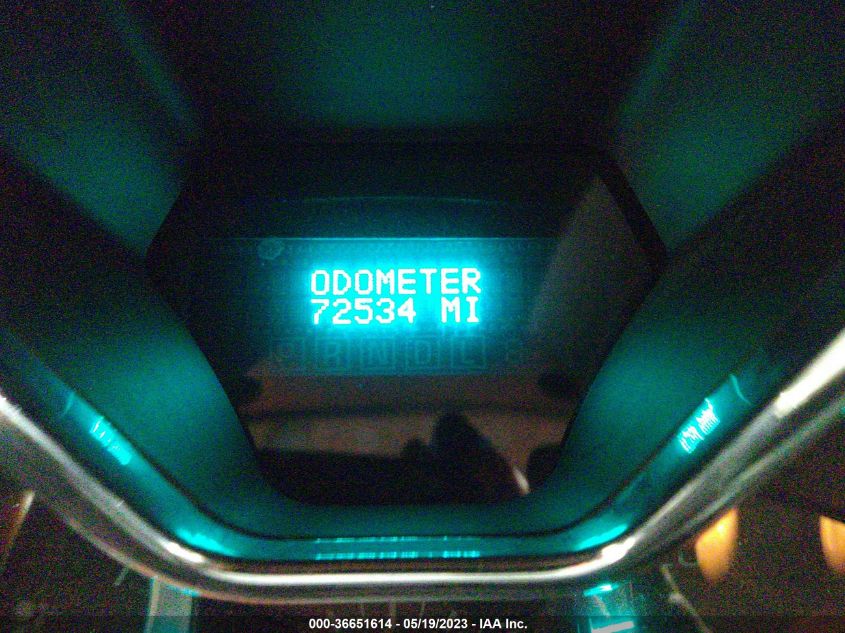 ODOMETER
72534 MI
000-36651614 - 05/19/2023 - IAA Inc.